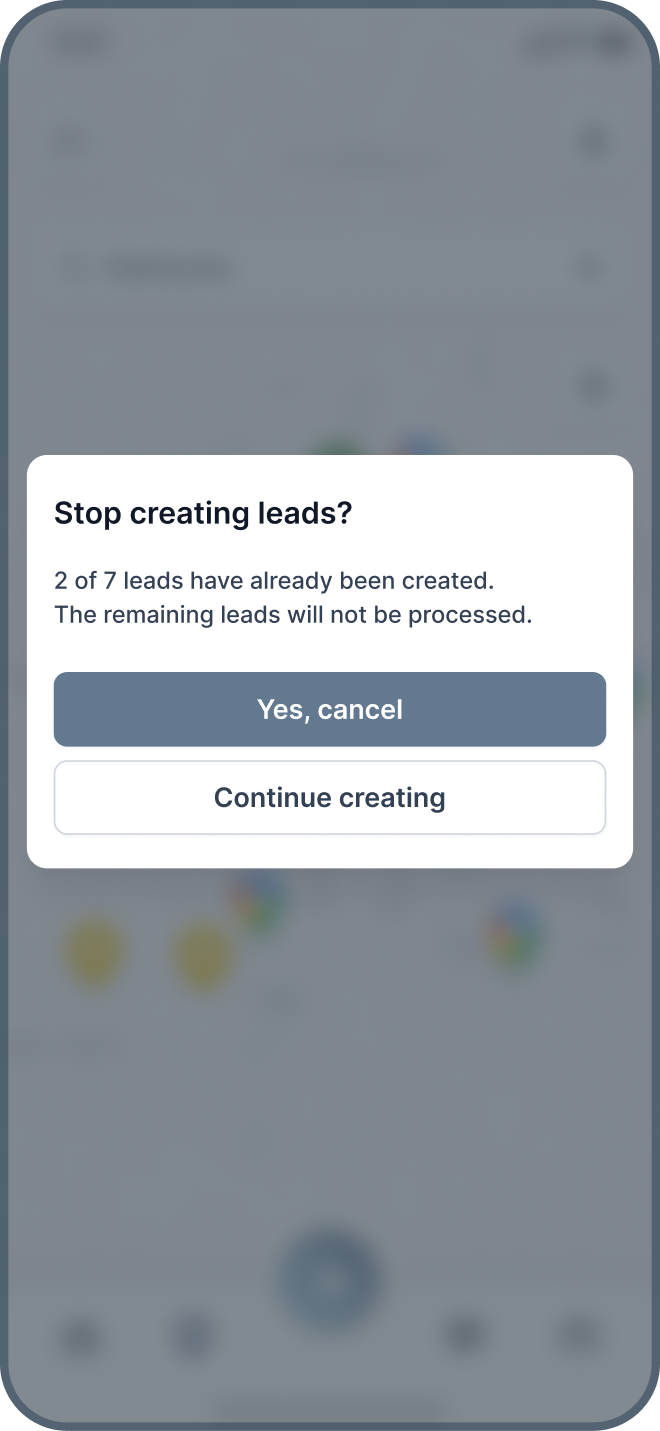 Stop creating leads?
2 of 7 leads have already been created.
The remaining leads will not be processed.
Yes, cancel
Continue creating